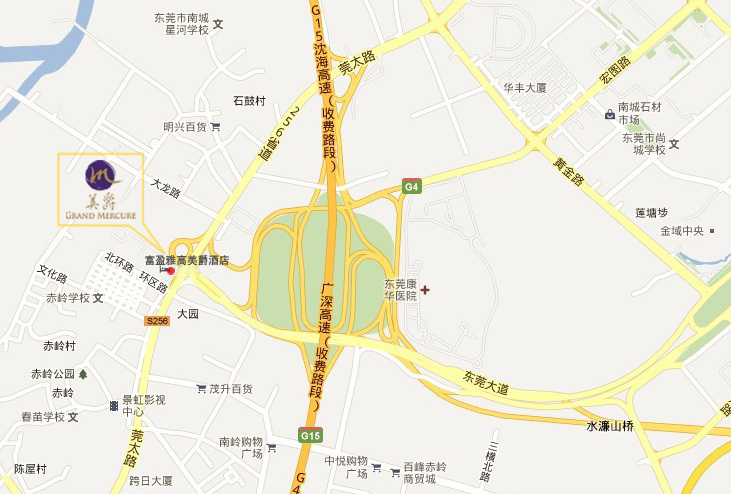 G15沈海高速(收费路段)
东莞市南城
星河学校
莞太路
宏图路
华丰大厦
石鼓村
256省道
南城石材
市场
明兴百货
东莞市尚
城学校
黄金路
美爵
GRAND MERCURE
大龙路
G4
莲塘埗
金域中央
富盈雅高美爵酒店
北环路
环区路
文化路
赤岭学校
东莞康
华医院
广深高速(收费路段)
大园
S256
赤岭村
赤岭公园
赤岭
东莞大道
茂升百货
景虹影视
中心
春苗学校
水濂山桥
莞太路
G15
南岭购物
广场
三横北路
中悦购物
广场
百峰赤岭
商贸城
陈屋村
跨日大厦
G4
路